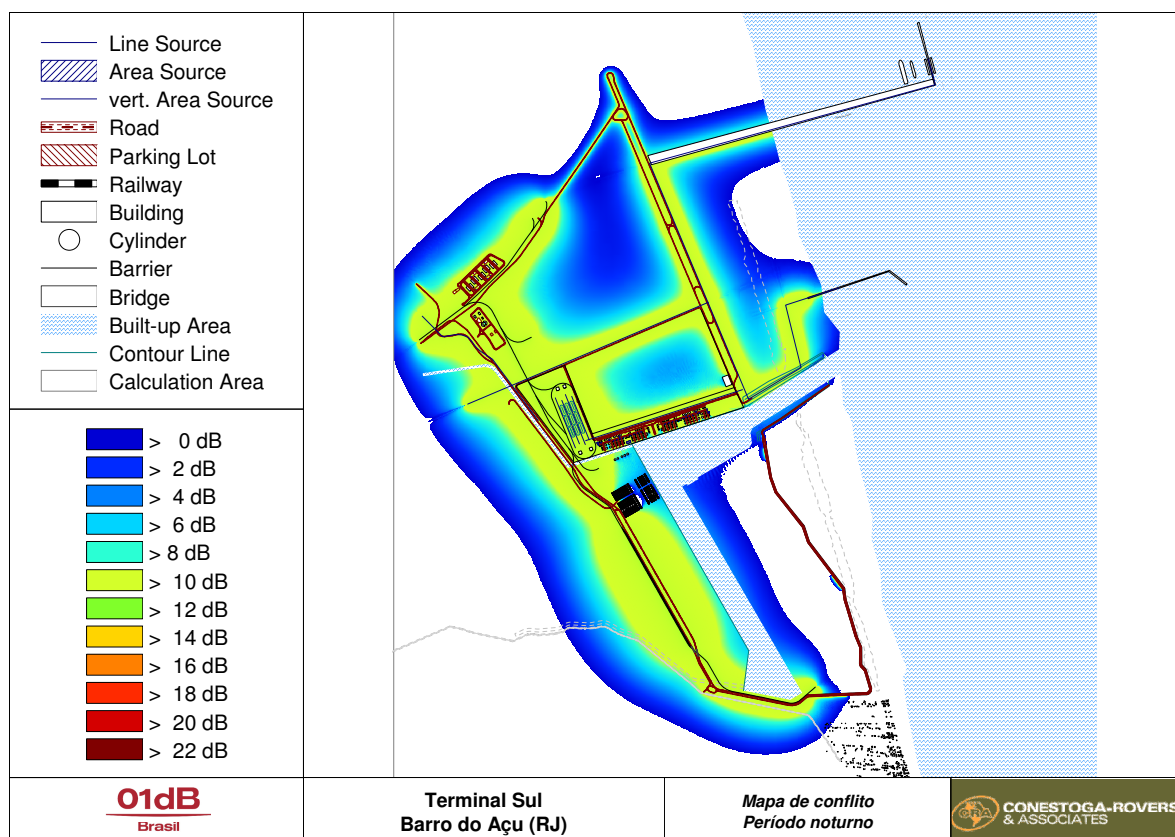 Line Source
Area Source
vert. Area Source
Road
Parking Lot
Railway
Building
Cylinder
Barrier
Bridge
Built-up Area
Contour Line
Calculation Area
> 0 dB
> 2 dB
> 4 dB
> 6 dB
> 8 dB
> 10 dB
> 12 dB
> 14 dB
> 16 dB
> 18 dB
> 20 dB
> 22 dB
01dB
Brasil
Terminal Sul
Barro do Açu (RJ)
Mapa de conflito
Período noturno
CRA
CONESTOGA-ROVERS
& ASSOCIATES